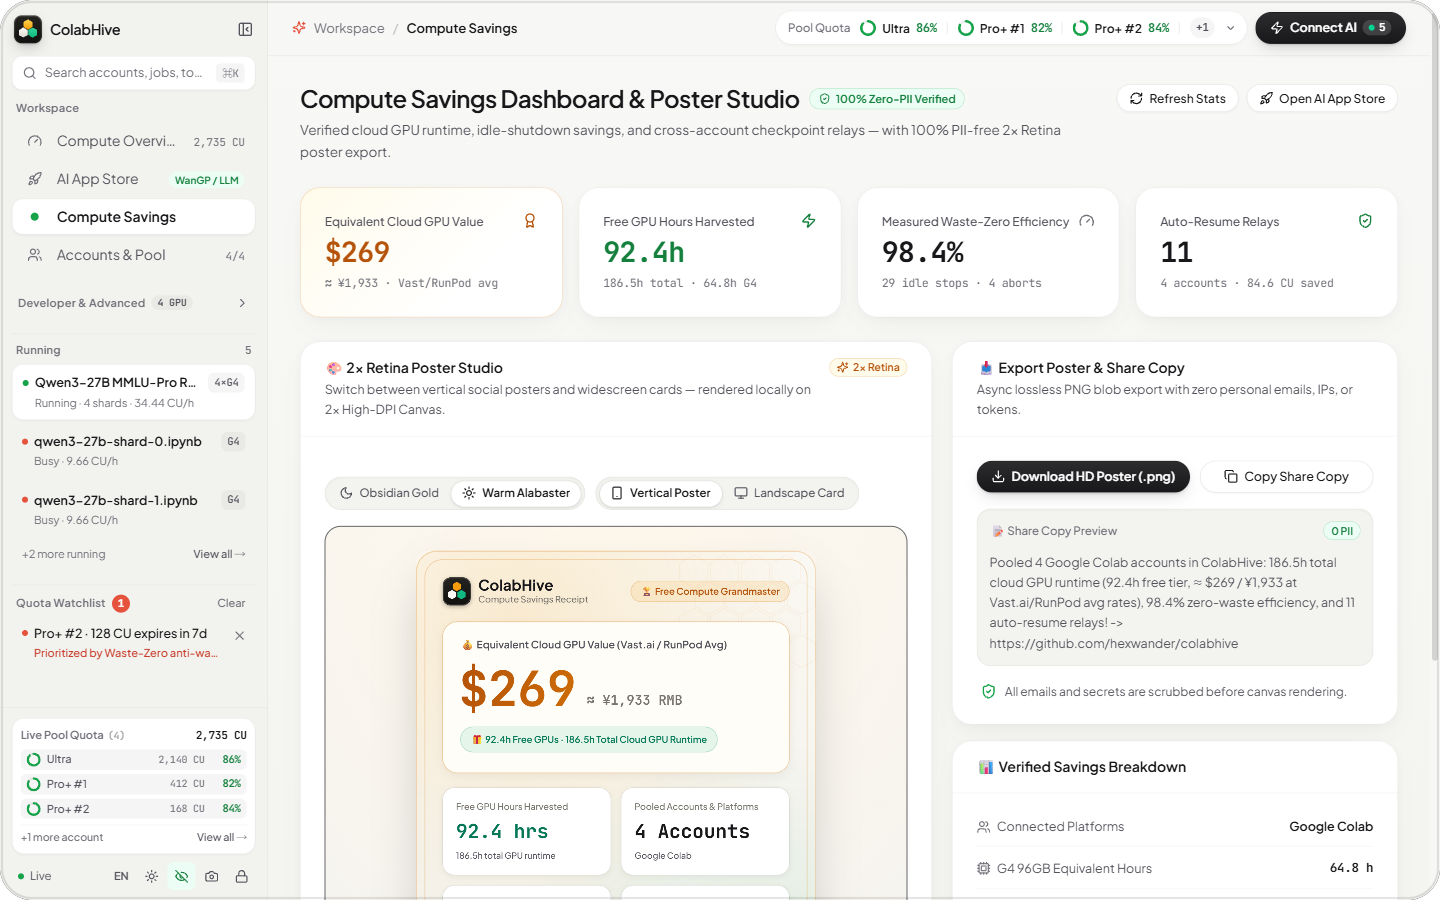 ColabHive
Search accounts, jobs, to... ⌘K
Workspace
Compute Overvi... 2,735 CU
AI App Store WanGP / LLM
Compute Savings
Accounts & Pool 4/4
Developer & Advanced 4 GPU
Running 5
Qwen3-27B MMLU-Pro R... 4×G4
Running · 4 shards · 34.44 CU/h
qwen3-27b-shard-0.ipynb G4
Busy · 9.66 CU/h
qwen3-27b-shard-1.ipynb G4
Busy · 9.66 CU/h
+2 more running View all →
Quota Watchlist 1 Clear
Pro+ #2 · 128 CU expires in 7d
Prioritized by Waste-Zero anti-wa...
Live Pool Quota (4) 2,735 CU
Ultra 2,140 CU 86%
Pro+ #1 412 CU 82%
Pro+ #2 168 CU 84%
+1 more account View all →
Live EN
Workspace / Compute Savings
Pool Quota Ultra 86% Pro+ #1 82% Pro+ #2 84% +1
Connect AI 5
Compute Savings Dashboard & Poster Studio 100% Zero-PII Verified
Refresh Stats Open AI App Store
Verified cloud GPU runtime, idle-shutdown savings, and cross-account checkpoint relays — with 100% PII-free 2× Retina
poster export.
Equivalent Cloud GPU Value
$269
≈ ¥1,933 · Vast/RunPod avg
Free GPU Hours Harvested
92.4h
186.5h total · 64.8h G4
Measured Waste-Zero Efficiency
98.4%
29 idle stops · 4 aborts
Auto-Resume Relays
11
4 accounts · 84.6 CU saved
2× Retina Poster Studio 2× Retina
Switch between vertical social posters and widescreen cards — rendered locally on
2× High-DPI Canvas.
Obsidian Gold Warm Alabaster Vertical Poster Landscape Card
ColabHive
Compute Savings Receipt
Free Compute Grandmaster
Equivalent Cloud GPU Value (Vast.ai / RunPod Avg)
$269 ≈ ¥1,933 RMB
92.4h Free GPUs · 186.5h Total Cloud GPU Runtime
Free GPU Hours Harvested
92.4 hrs
186.5h total GPU runtime
Pooled Accounts & Platforms
4 Accounts
Google Colab
Export Poster & Share Copy
Async lossless PNG blob export with zero personal emails, IPs, or
tokens.
Download HD Poster (.png) Copy Share Copy
Share Copy Preview 0 PII
Pooled 4 Google Colab accounts in ColabHive: 186.5h total
cloud GPU runtime (92.4h free tier, ≈ $269 / ¥1,933 at
Vast.ai/RunPod avg rates), 98.4% zero-waste efficiency, and 11
auto-resume relays! ->
https://github.com/hexwander/colabhive
All emails and secrets are scrubbed before canvas rendering.
Verified Savings Breakdown
Connected Platforms Google Colab
G4 96GB Equivalent Hours 64.8 h